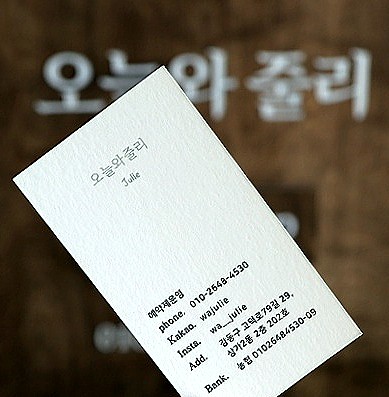 오늘와 줄리
오늘와줄리
Julie
예약제운영
phone. 010-2648-4530
Kakao. wajulie
Insta. wa__julie
Add. 강동구 고덕로79길 29,
상가2동 2층 202호
Bank. 농협 01026484530-09